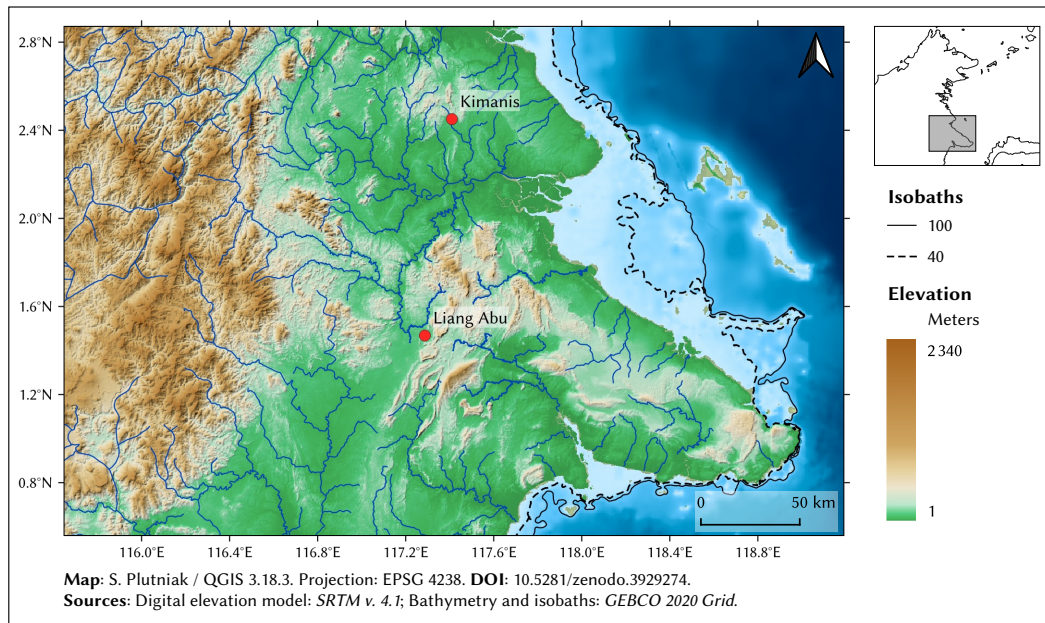 2.8°N
2.4°N
2.0°N
1.6°N
1.2°N
0.8°N
Kimanis
Liang Abu
0 50 km
116.0°E 116.4°E 116.8°E 117.2°E 117.6°E 118.0°E 118.4°E 118.8°E
Isobaths
100
40
Elevation
Meters
2 340
1
Map: S. Plutniak / QGIS 3.18.3. Projection: EPSG 4238. DOI: 10.5281/zenodo.3929274.
Sources: Digital elevation model: SRTM v. 4.1; Bathymetry and isobaths: GEBCO 2020 Grid.